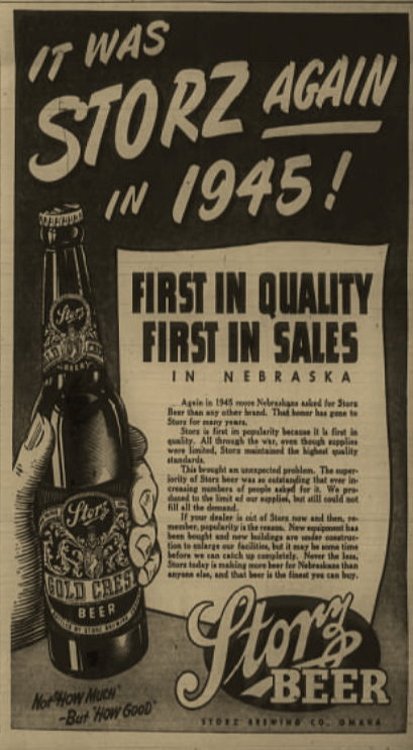 IT WAS
STORZ AGAIN
IN 1945!
FIRST IN QUALITY
FIRST IN SALES
IN NEBRASKA
Again in 1945 more Nebraskans asked for Storz
Beer than any other brand. That honor has gone to
Storz for many years.
Storz is first in popularity because it is first in
quality. All through the war, even though supplies
were limited, Storz maintained the highest quality
standards.
This brought an unexpected problem. The super-
iority of Storz beer was so outstanding that ever in-
creasing numbers of people asked for it. We pro-
duced to the limit of our supplies, but still could not
fill all the demand.
If your dealer is out of Storz now and then, re-
member, popularity is the reason. New equipment has
been bought and new buildings are under construc-
tion to enlarge our facilities, but it may be some time
before we can catch up completely. Never the less,
Storz today is making more beer for Nebraskans than
anyone else, and that beer is the finest you can buy.
Storz
BEER
Storz
GOLD CREST
BEER
Storz
BEER
Not "HOW MUCH"
-But "HOW GOOD"
STORZ BREWING CO. OMAHA